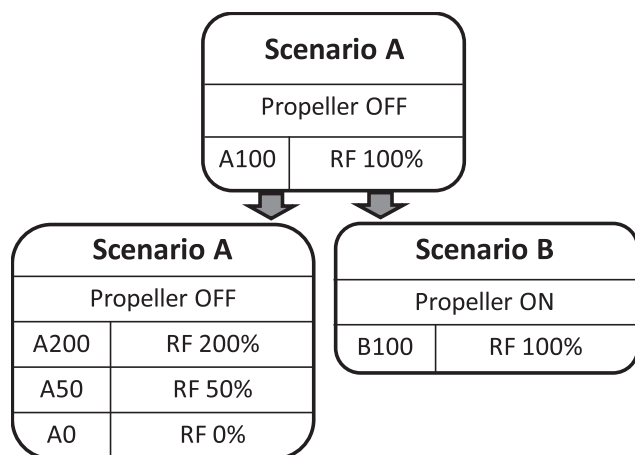 Scenario A
Propeller OFF
A100 RF 100%
Scenario A
Propeller OFF
A200 RF 200%
A50 RF 50%
A0 RF 0%
Scenario B
Propeller ON
B100 RF 100%